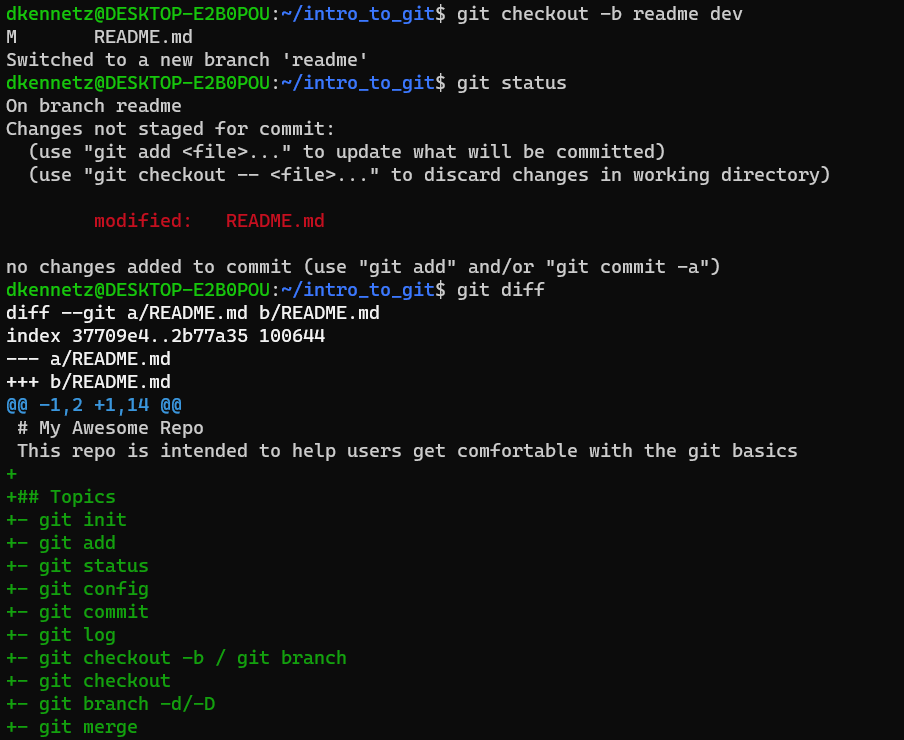 dkennetz@DESKTOP-E2B0POU:~/intro_to_git$ git checkout -b readme dev
M       README.md
Switched to a new branch 'readme'
dkennetz@DESKTOP-E2B0POU:~/intro_to_git$ git status
On branch readme
Changes not staged for commit:
  (use "git add <file>..." to update what will be committed)
  (use "git checkout -- <file>..." to discard changes in working directory)

        modified:   README.md

no changes added to commit (use "git add" and/or "git commit -a")
dkennetz@DESKTOP-E2B0POU:~/intro_to_git$ git diff
diff --git a/README.md b/README.md
index 37709e4..2b77a35 100644
--- a/README.md
+++ b/README.md
@@ -1,2 +1,14 @@
 # My Awesome Repo
 This repo is intended to help users get comfortable with the git basics
+
+## Topics
+- git init
+- git add
+- git status
+- git config
+- git commit
+- git log
+- git checkout -b / git branch
+- git checkout
+- git branch -d/-D
+- git merge